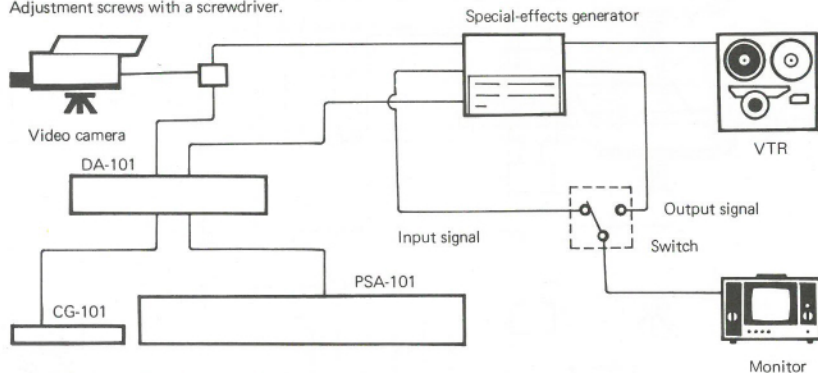 Adjustment screws with a screwdriver.
Special-effects generator
Video camera
VTR
DA-101
Input signal
Output signal
Switch
CG-101
PSA-101
Monitor